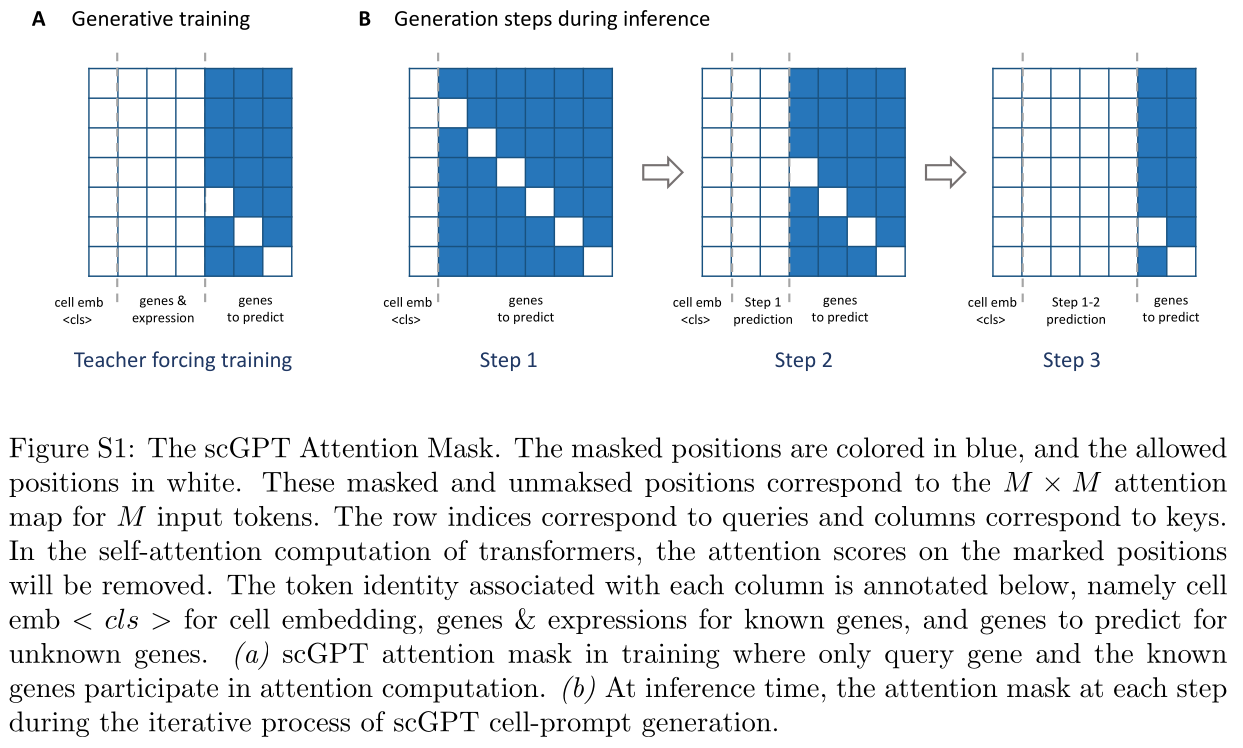 A Generative training
B Generation steps during inference
cell emb
<cls>
genes &
expression
genes
to predict
Teacher forcing training
cell emb
<cls>
genes
to predict
Step 1
cell emb
<cls>
Step 1
prediction
genes
to predict
Step 2
cell emb
<cls>
Step 1-2
prediction
genes
to predict
Step 3
Figure S1: The scGPT Attention Mask. The masked positions are colored in blue, and the allowed
positions in white. These masked and unmaksed positions correspond to the M × M attention
map for M input tokens. The row indices correspond to queries and columns correspond to keys.
In the self-attention computation of transformers, the attention scores on the marked positions
will be removed. The token identity associated with each column is annotated below, namely cell
emb < cls > for cell embedding, genes & expressions for known genes, and genes to predict for
unknown genes. (a) scGPT attention mask in training where only query gene and the known
genes participate in attention computation. (b) At inference time, the attention mask at each step
during the iterative process of scGPT cell-prompt generation.